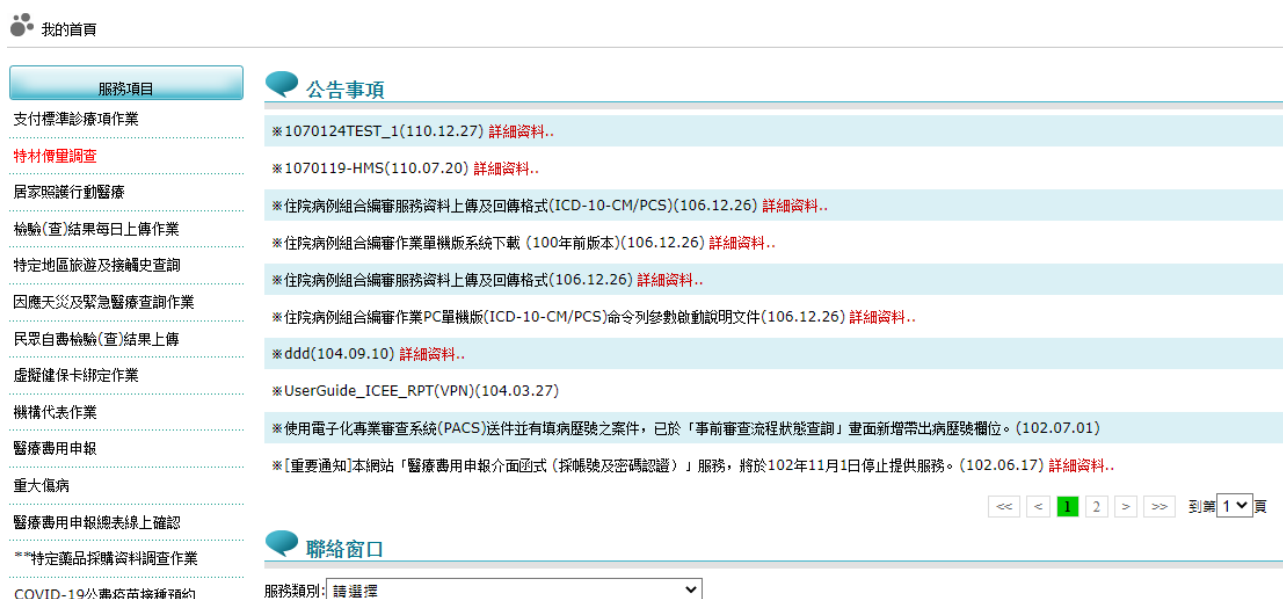 我的首頁
服務項目
支付標準診療項作業
特材價量調查
居家照護行動醫療
檢驗(查)結果每日上傳作業
特定地區旅遊及接觸史查詢
因應天災及緊急醫療查詢作業
民眾自費檢驗(查)結果上傳
虛擬健保卡綁定作業
機構代表作業
醫療費用申報
重大傷病
醫療費用申報總表線上確認
**特定藥品採購資料調查作業
COVID-19公費疫苗接種預約
公告事項
※1070124TEST_1(110.12.27) 詳細資料..
※1070119-HMS(110.07.20) 詳細資料..
※住院病例組合編審服務資料上傳及回傳格式(ICD-10-CM/PCS)(106.12.26) 詳細資料..
※住院病例組合編審作業單機版系統下載 (100年前版本)(106.12.26) 詳細資料..
※住院病例組合編審服務資料上傳及回傳格式(106.12.26) 詳細資料..
※住院病例組合編審作業PC單機版(ICD-10-CM/PCS)命令列參數啟動說明文件(106.12.26) 詳細資料..
※ddd(104.09.10) 詳細資料..
※UserGuide_ICEE_RPT(VPN)(104.03.27)
※使用電子化專業審查系統(PACS)送件並有填病歷號之案件，已於「事前審查流程狀態查詢」畫面新增帶出病歷號欄位。(102.07.01)
※[重要通知]本網站「醫療費用申報介面函式（採帳號及密碼認證）」服務，將於102年11月1日停止提供服務。(102.06.17) 詳細資料..
<< < 1 2 > >> 到第 1 頁
聯絡窗口
服務類別: 請選擇